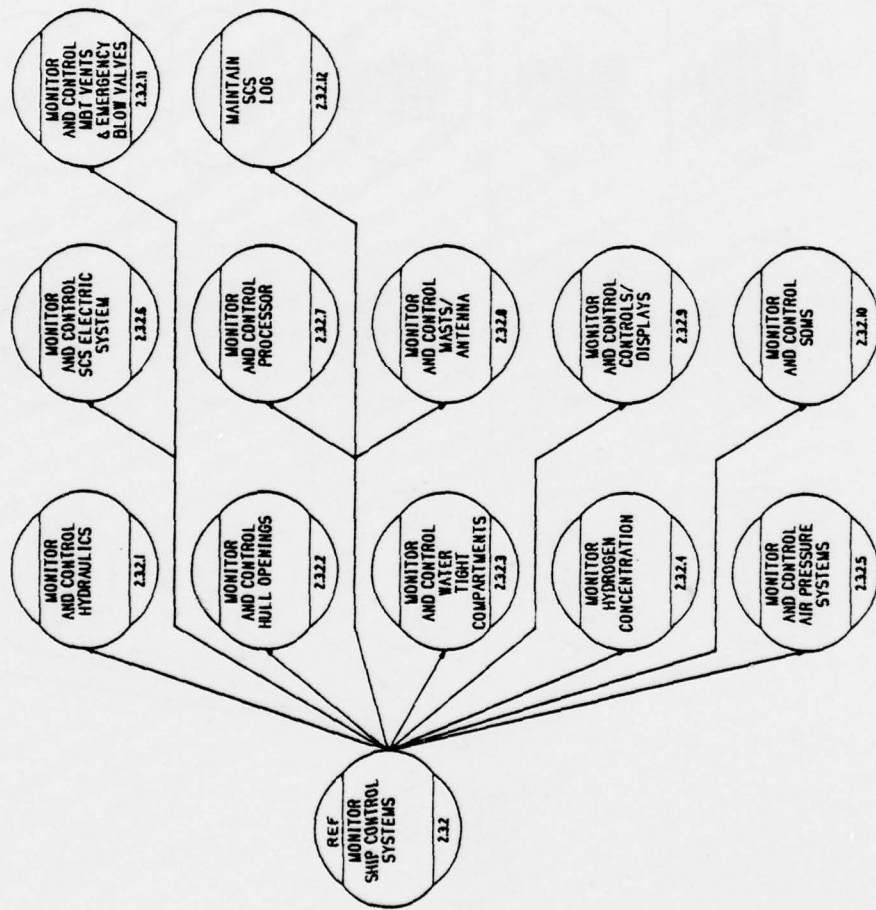 REF
MONITOR
SHIP CONTROL
SYSTEMS
2.3.2
MONITOR
AND CONTROL
HYDRAULICS
2.3.2.1
MONITOR
AND CONTROL
HULL OPENINGS
2.3.2.2
MONITOR
AND CONTROL
WATER
TIGHT
COMPARTMENTS
2.3.2.3
MONITOR
HYDROGEN
CONCENTRATION
2.3.2.4
MONITOR
AND CONTROL
AIR PRESSURE
SYSTEMS
2.3.2.5
MONITOR
AND CONTROL
SCS ELECTRIC
SYSTEM
2.3.2.6
MONITOR
AND CONTROL
PROCESSOR
2.3.2.7
MONITOR
AND CONTROL
MASTS/
ANTENNA
2.3.2.8
MONITOR
AND CONTROL
CONTROLS/
DISPLAYS
2.3.2.9
MONITOR
AND CONTROL
SOMS
2.3.2.10
MONITOR
AND CONTROL
MBT VENTS
& EMERGENCY
BLOW VALVES
2.3.2.11
MAINTAIN
SCS
LOG
2.3.2.12